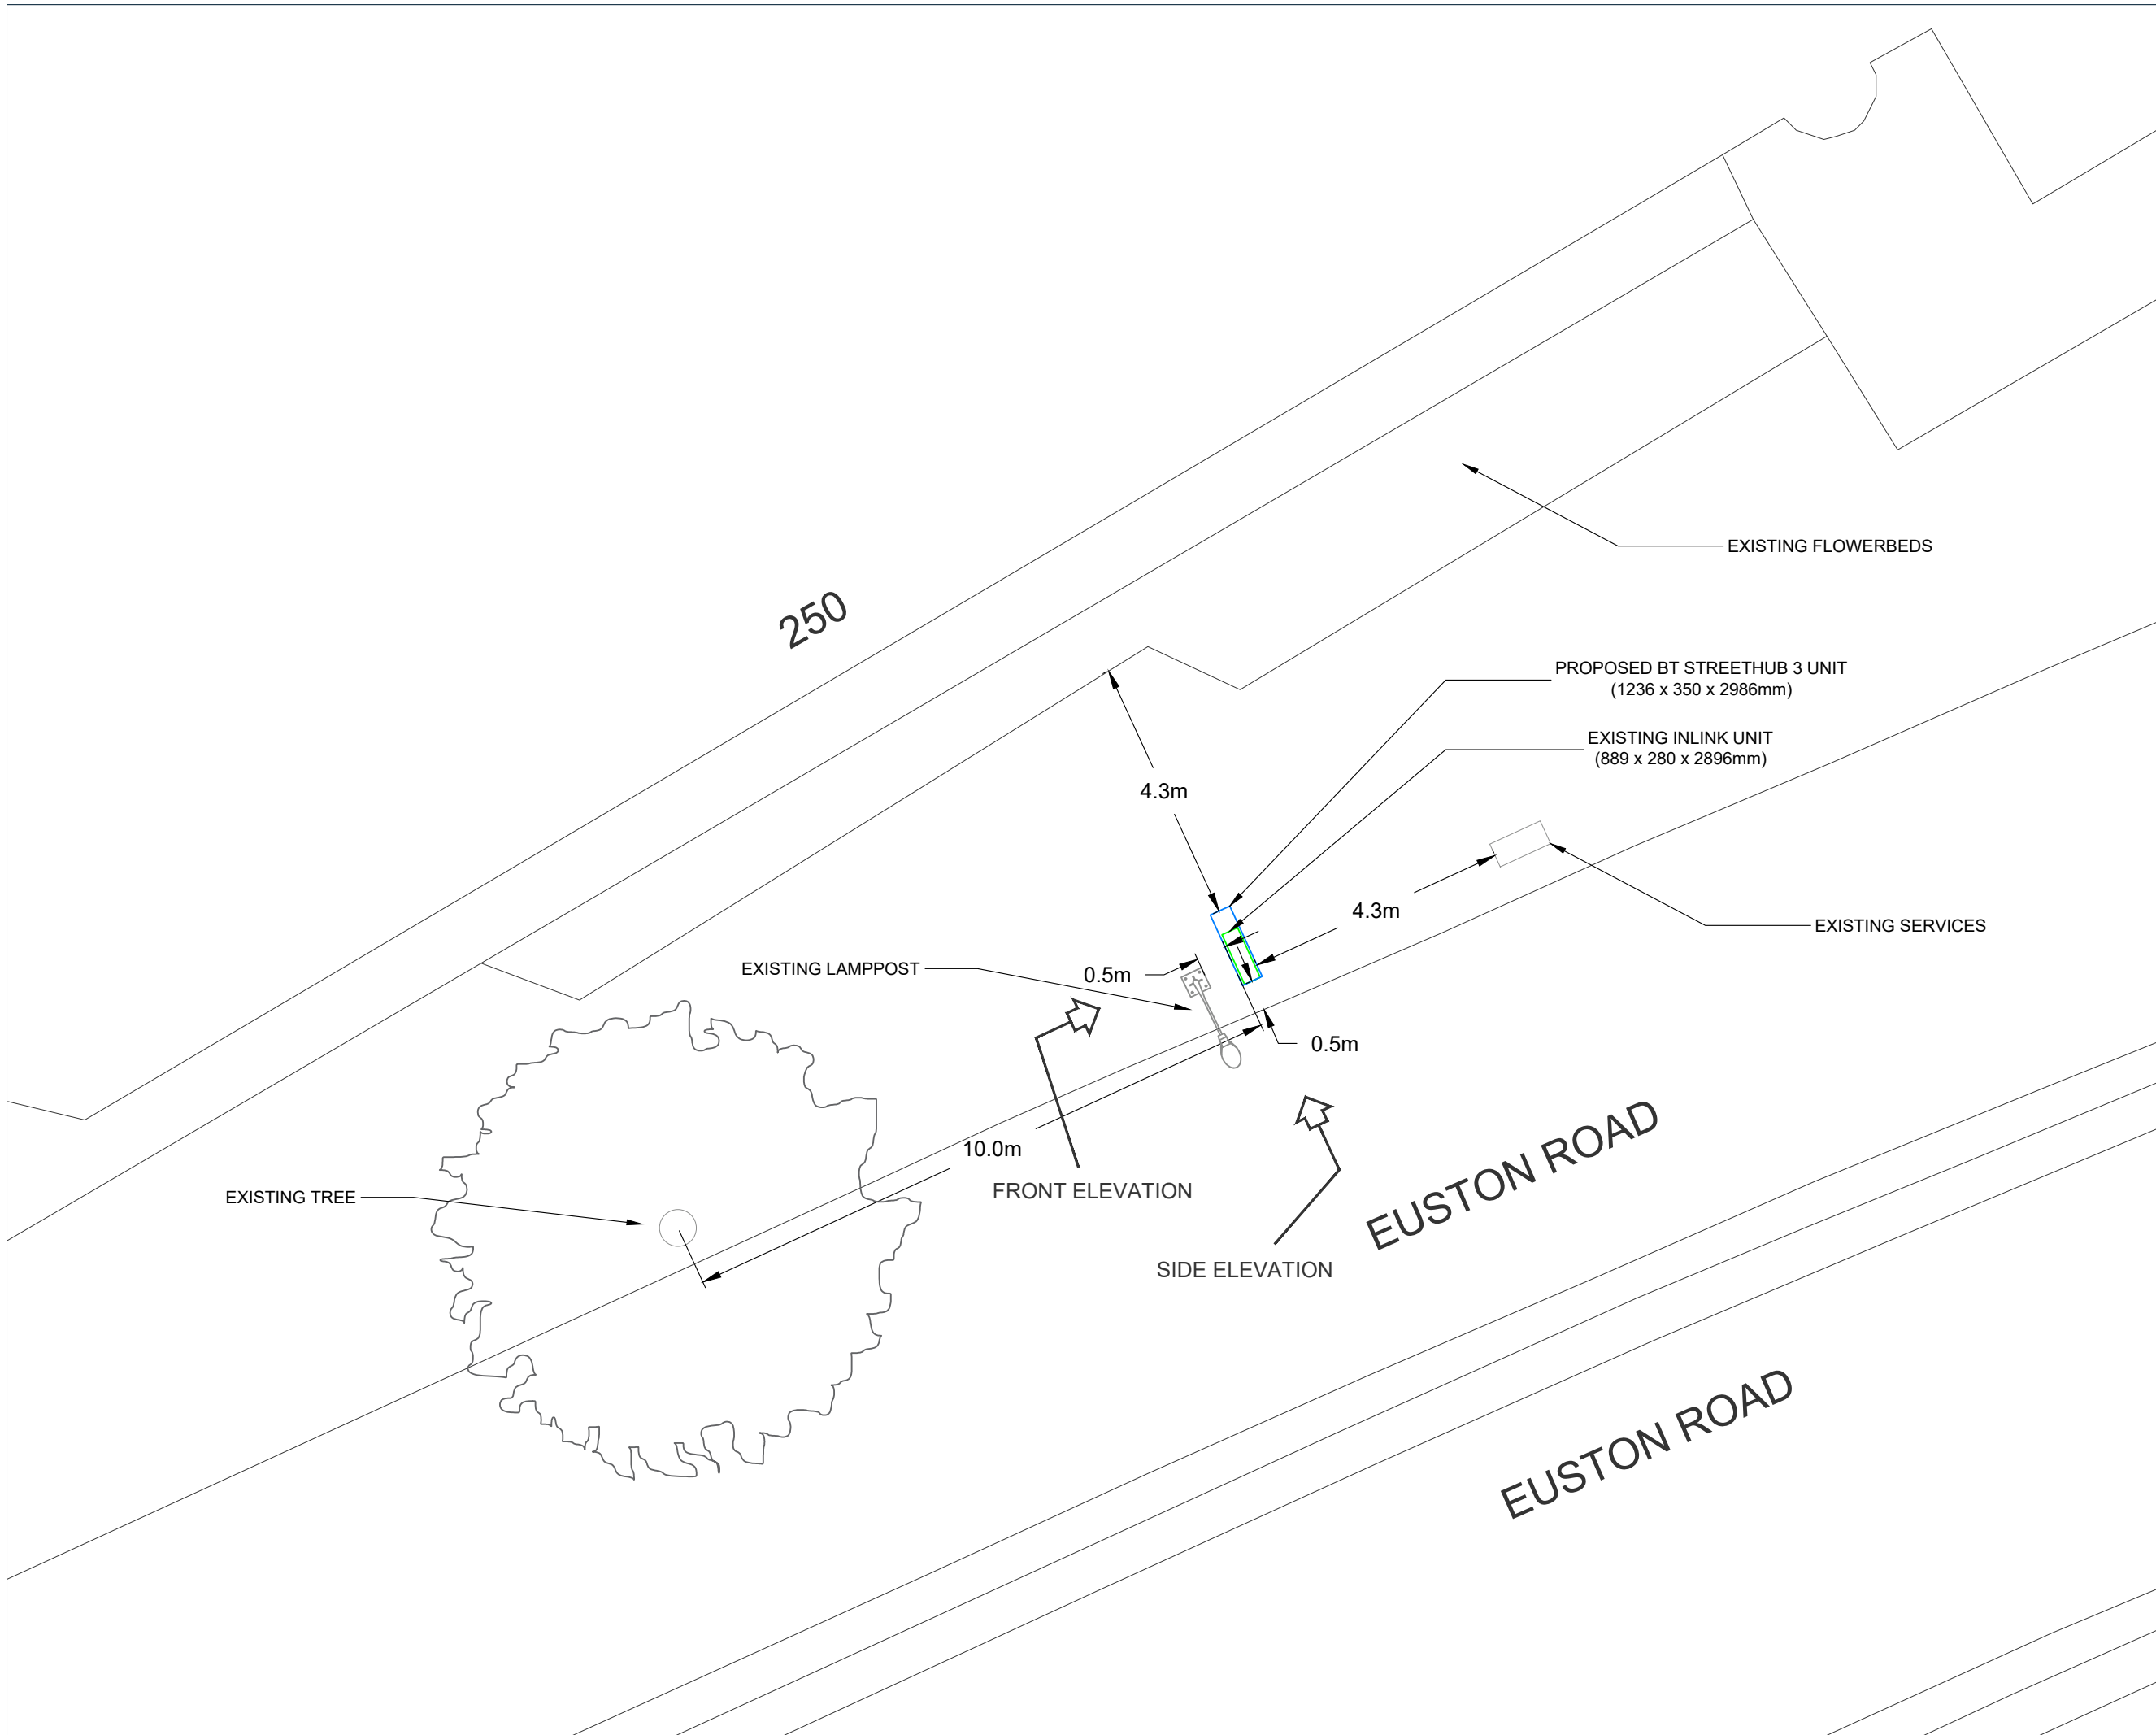 250
EXISTING FLOWERBEDS
PROPOSED BT STREETHUB 3 UNIT
(1236 x 350 x 2986mm)
EXISTING INLINK UNIT
(889 x 280 x 2896mm)
4.3m
4.3m
EXISTING SERVICES
EXISTING LAMPPOST
0.5m
0.5m
10.0m
FRONT ELEVATION
EXISTING TREE
EUSTON ROAD
SIDE ELEVATION
EUSTON ROAD